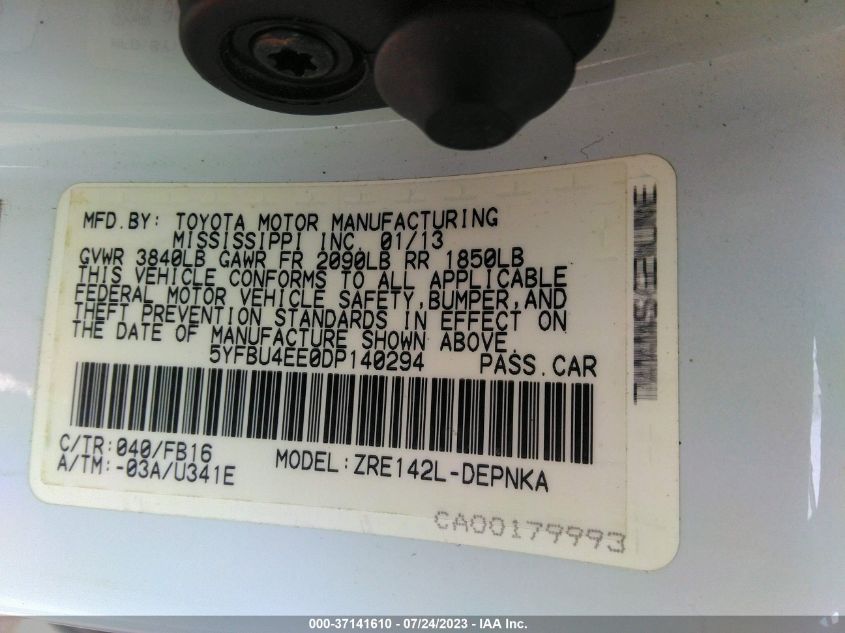 MFD.BY: TOYOTA MOTOR MANUFACTURING
MISSISSIPPI INC. 01/13
GVWR 3840LB GAWR FR 2090LB RR 1850LB
THIS VEHICLE CONFORMS TO ALL APPLICABLE
FEDERAL MOTOR VEHICLE SAFETY,BUMPER,AND
THEFT PREVENTION STANDARDS IN EFFECT ON
THE DATE OF MANUFACTURE SHOWN ABOVE.
5YFBU4EE0DP140294 PASS.CAR
C/TR:040/FB16
A/TM:-03A/U341E MODEL:ZRE142L-DEPNKA
CA00179993
000-37141610 - 07/24/2023 - IAA Inc.